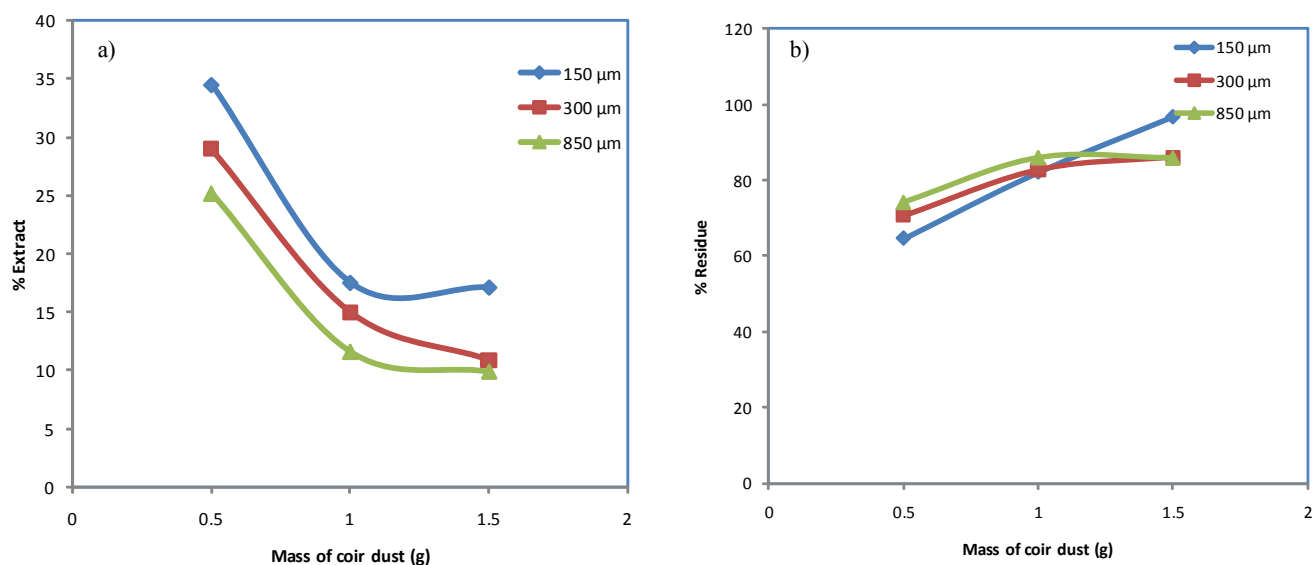 a)
40
35
30
25
20
15
10
5
0
% Extract
150 µm
300 µm
850 µm
0 0.5 1 1.5 2
Mass of coir dust (g)
b)
120
100
80
60
40
20
0
% Residue
150 µm
300 µm
850 µm
0 0.5 1 1.5 2
Mass of coir dust (g)